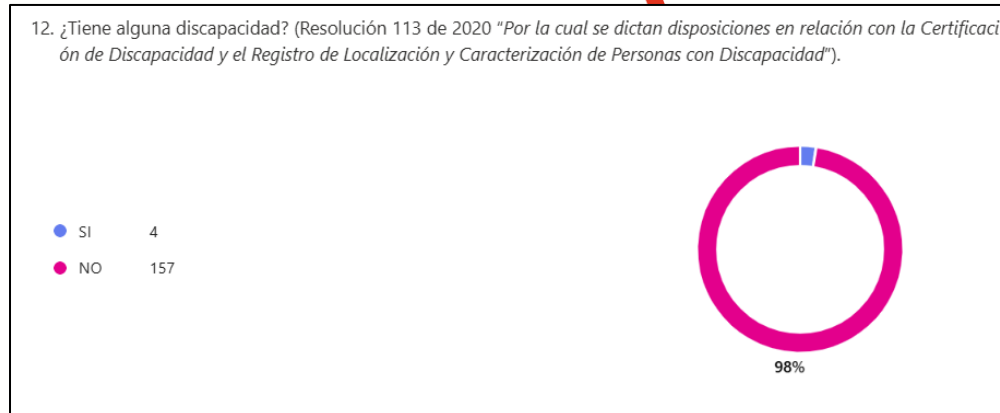 12. ¿Tiene alguna discapacidad? (Resolución 113 de 2020 "Por la cual se dictan disposiciones en relación con la Certificaci
ón de Discapacidad y el Registro de Localización y Caracterización de Personas con Discapacidad").
SI 4
NO 157
98%